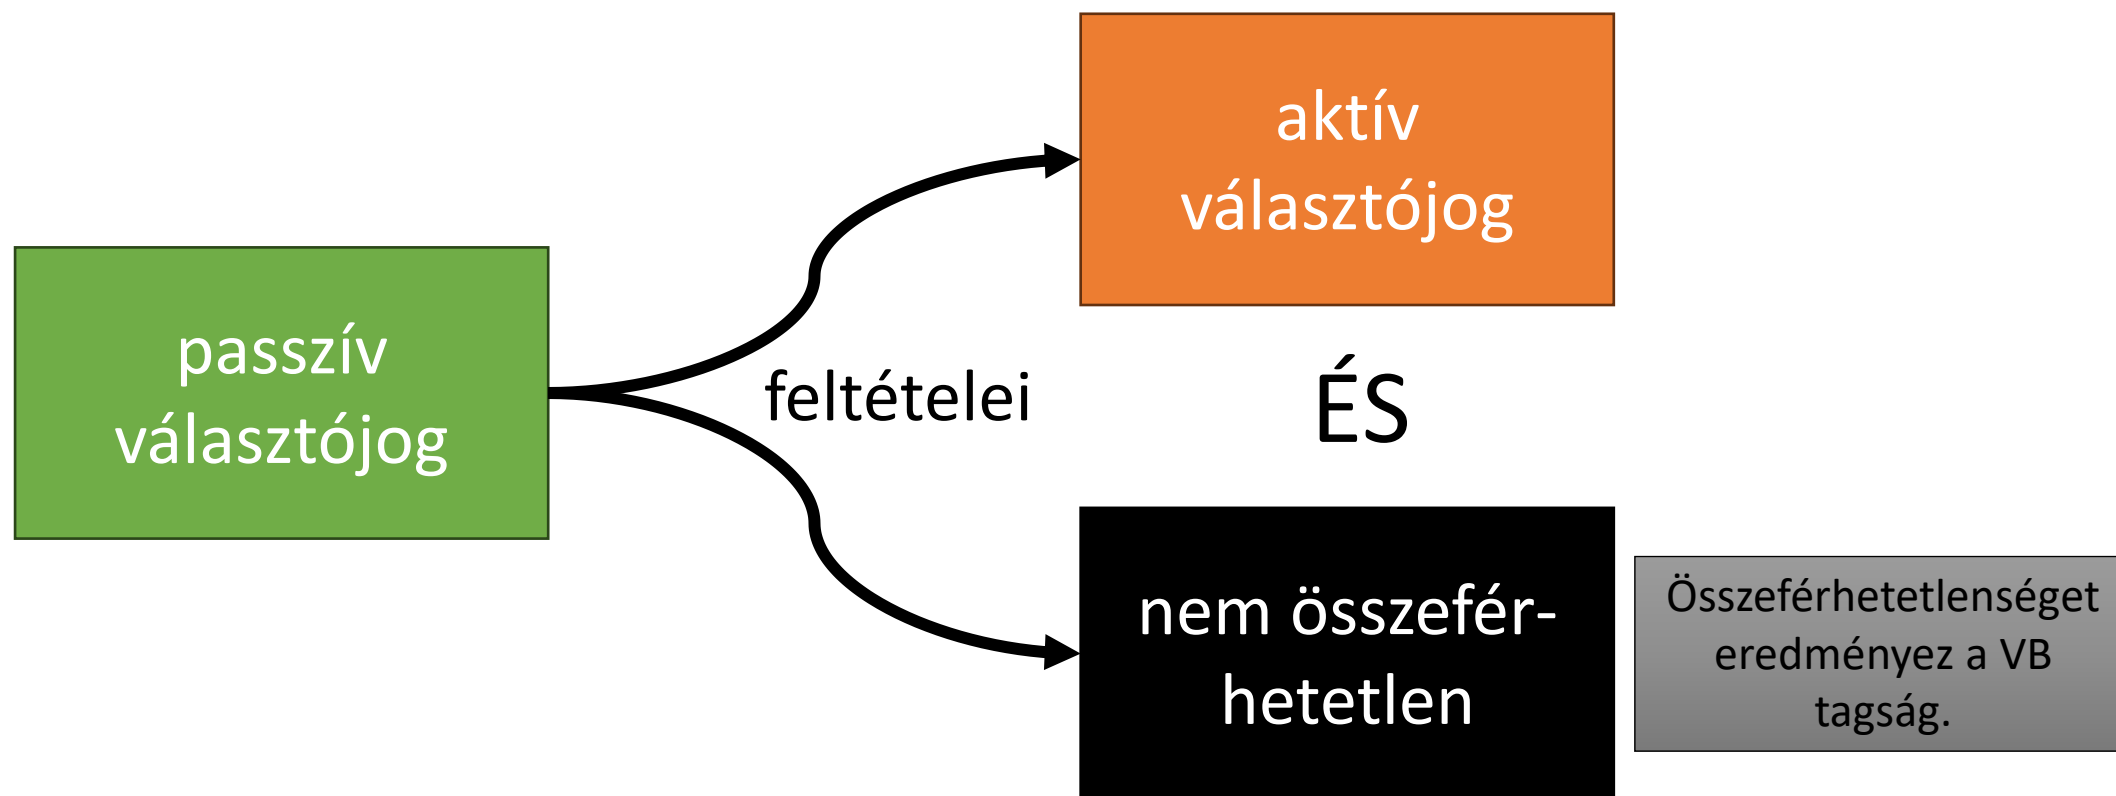 passzív
választójog
feltételei
aktív
választójog
ÉS
nem összefér-
hetetlen
Összeférhetetlenséget
eredményez a VB
tagság.